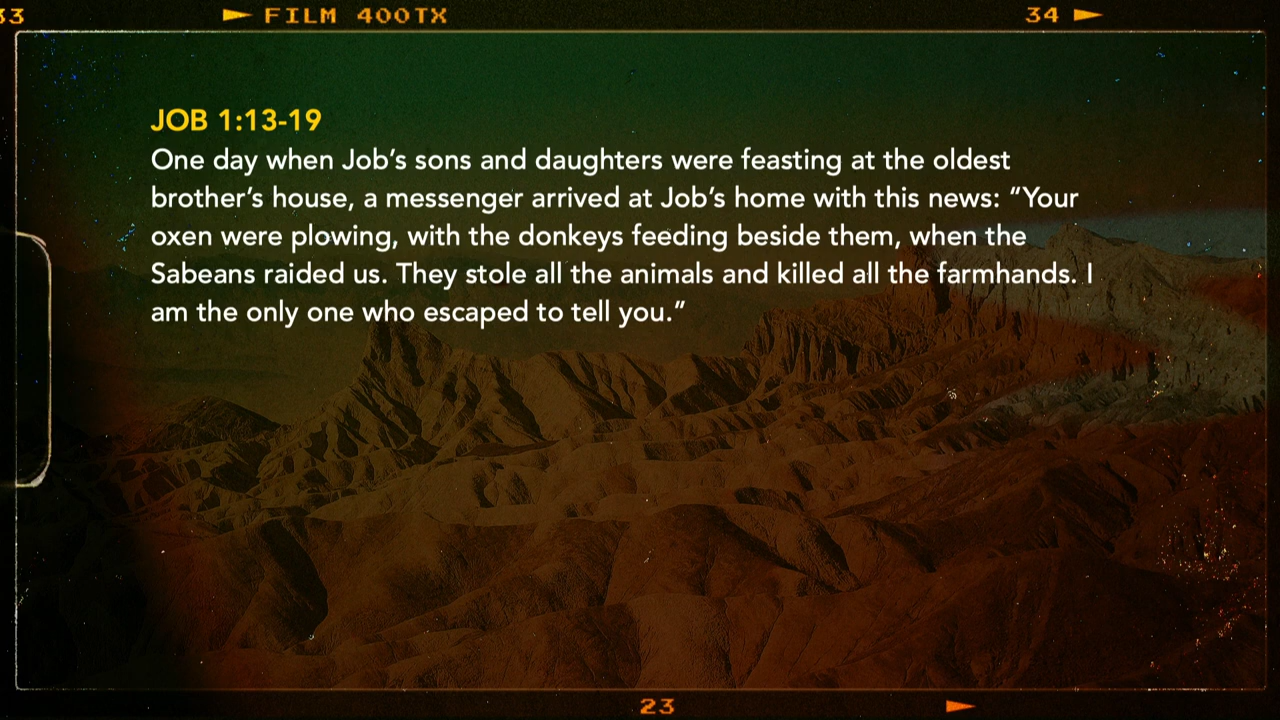 33 FILM 400TX 34
JOB 1:13-19
One day when Job’s sons and daughters were feasting at the oldest
brother’s house, a messenger arrived at Job’s home with this news: “Your
oxen were plowing, with the donkeys feeding beside them, when the
Sabeans raided us. They stole all the animals and killed all the farmhands. I
am the only one who escaped to tell you.”
23